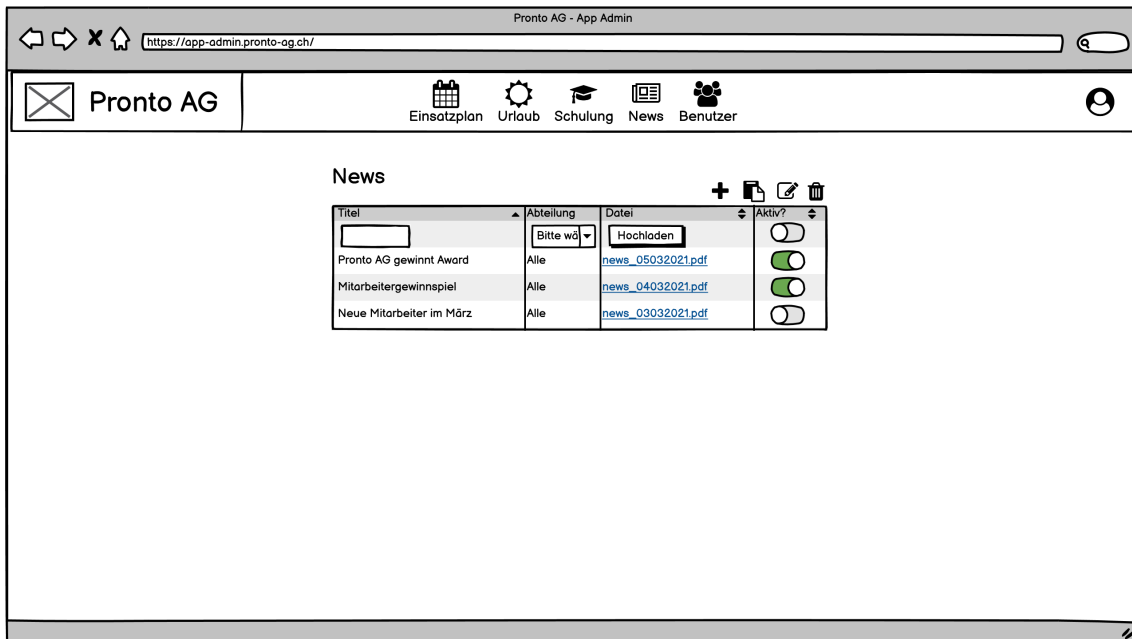 Pronto AG - App Admin
https://app-admin.pronto-ag.ch/
Pronto AG
Einsatzplan Urlaub Schulung News Benutzer
News
Titel Abteilung Datei Aktiv?
Bitte wä Hochladen
Pronto AG gewinnt Award Alle news_05032021.pdf
Mitarbeitergewinnspiel Alle news_04032021.pdf
Neue Mitarbeiter im März Alle news_03032021.pdf